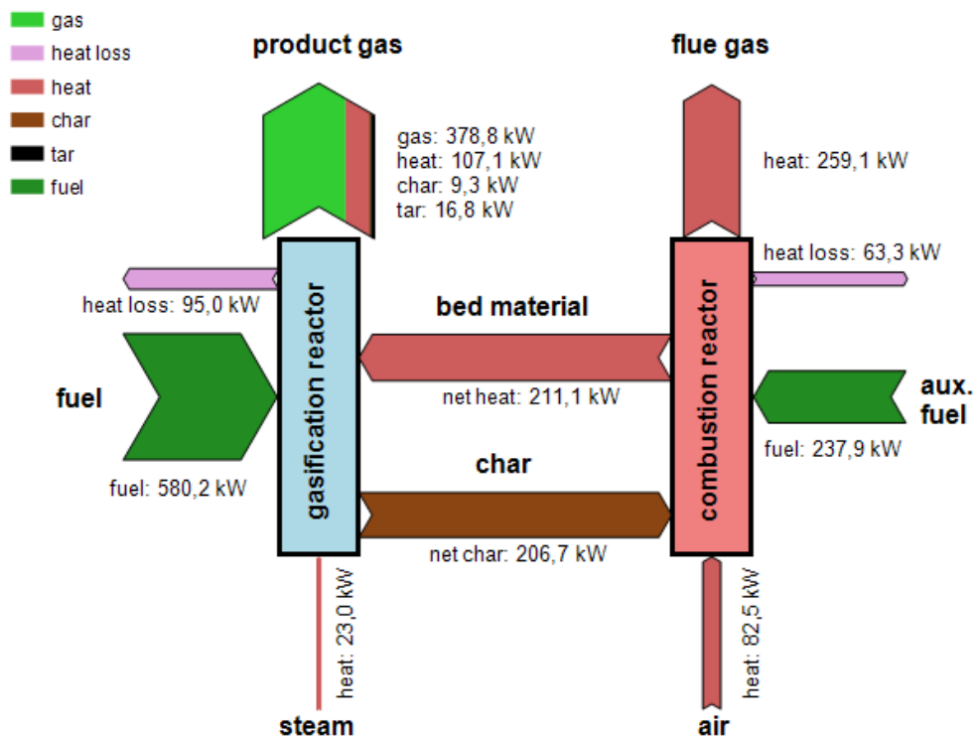 gas
heat loss
heat
char
tar
fuel
product gas
flue gas
gas: 378,8 kW
heat: 107,1 kW
char: 9,3 kW
tar: 16,8 kW
heat: 259,1 kW
heat loss: 63,3 kW
heat loss: 95,0 kW
bed material
net heat: 211,1 kW
gasification reactor
combustion reactor
fuel
fuel: 580,2 kW
aux.
fuel
fuel: 237,9 kW
char
net char: 206,7 kW
heat: 23,0 kW
heat: 82,5 kW
steam
air